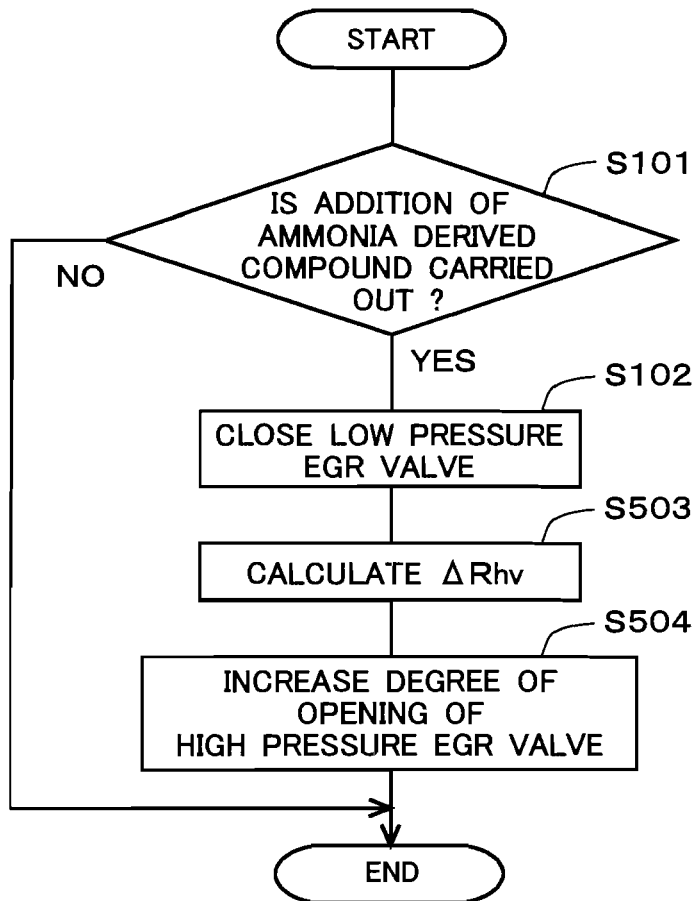 START
S101
IS ADDITION OF
AMMONIA DERIVED
COMPOUND CARRIED
OUT ?
NO
YES
S102
CLOSE LOW PRESSURE
EGR VALVE
S503
CALCULATE ΔRhv
S504
INCREASE DEGREE OF
OPENING OF
HIGH PRESSURE EGR VALVE
END